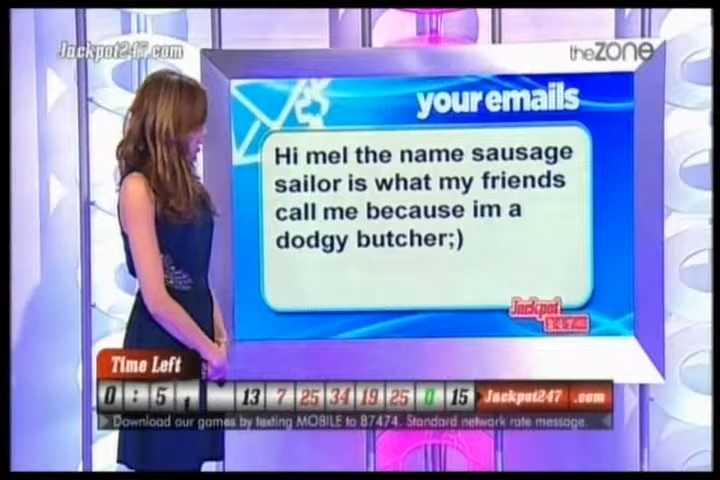 Jackpot247.com
theZONE
your emails
Hi mel the name sausage
sailor is what my friends
call me because im a
dodgy butcher;)
Jackpot
247
Time Left
0 : 5 1 13 7 25 34 19 25 0 15 Jackpot247 .com
Download our games by texting MOBILE to 87474. Standard network rate message.